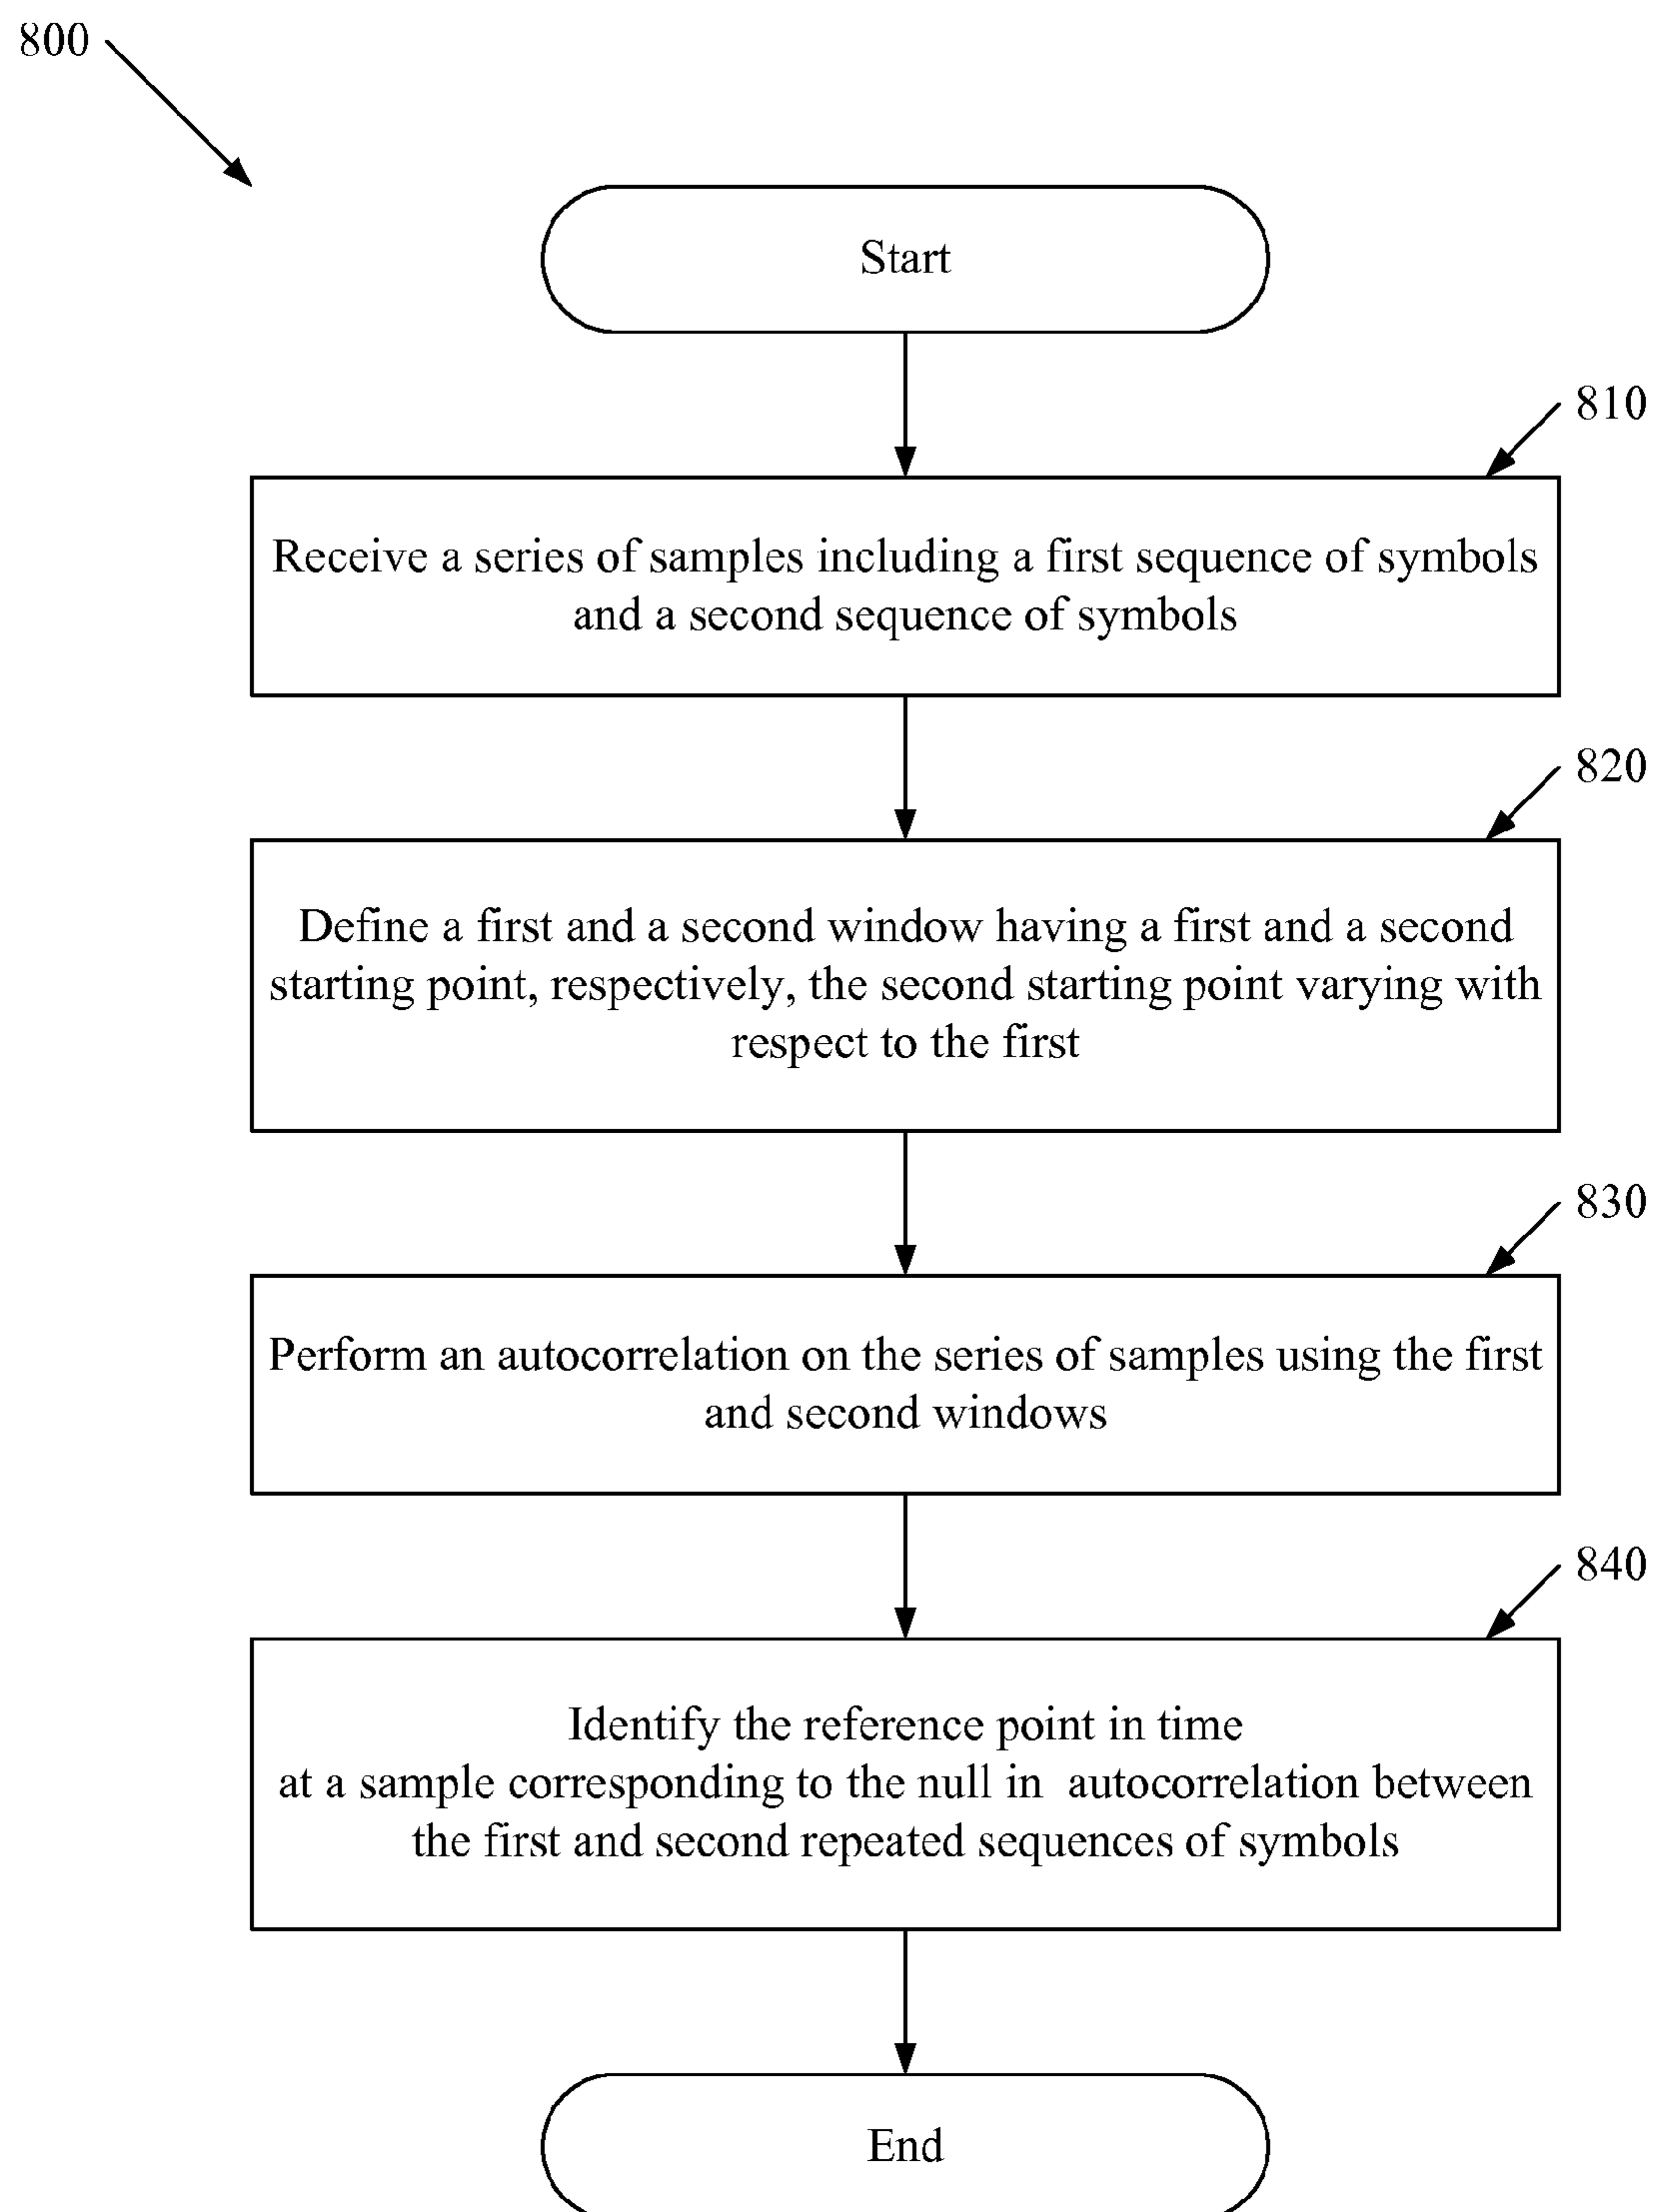 800
Start
810
Receive a series of samples including a first sequence of symbols
and a second sequence of symbols
820
Define a first and a second window having a first and a second
starting point, respectively, the second starting point varying with
respect to the first
830
Perform an autocorrelation on the series of samples using the first
and second windows
840
Identify the reference point in time
at a sample corresponding to the null in autocorrelation between
the first and second repeated sequences of symbols
End